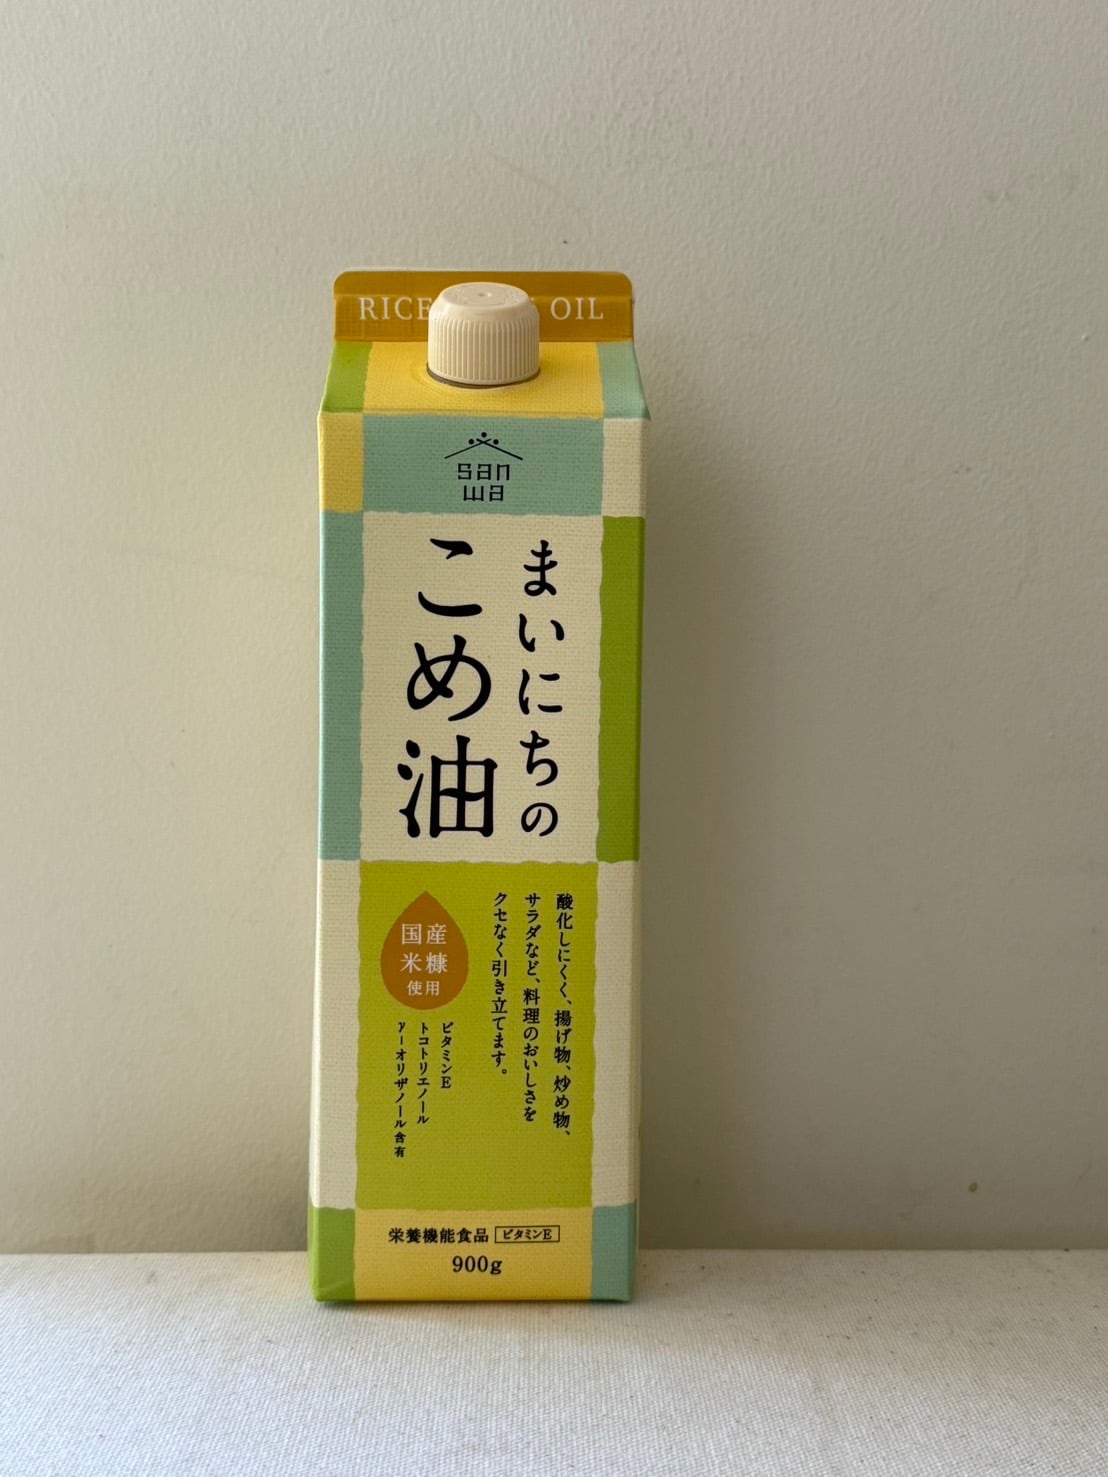 RICE OIL
san
wa
まいにちの
こめ油
酸化しにくく、揚げ物、炒め物、
サラダなど、料理のおいしさを
クセなく引き立てます。
国産
米糠
使用
ビタミンE
トコトリエノール
γ-オリザノール含有
栄養機能食品 ビタミンE
900g